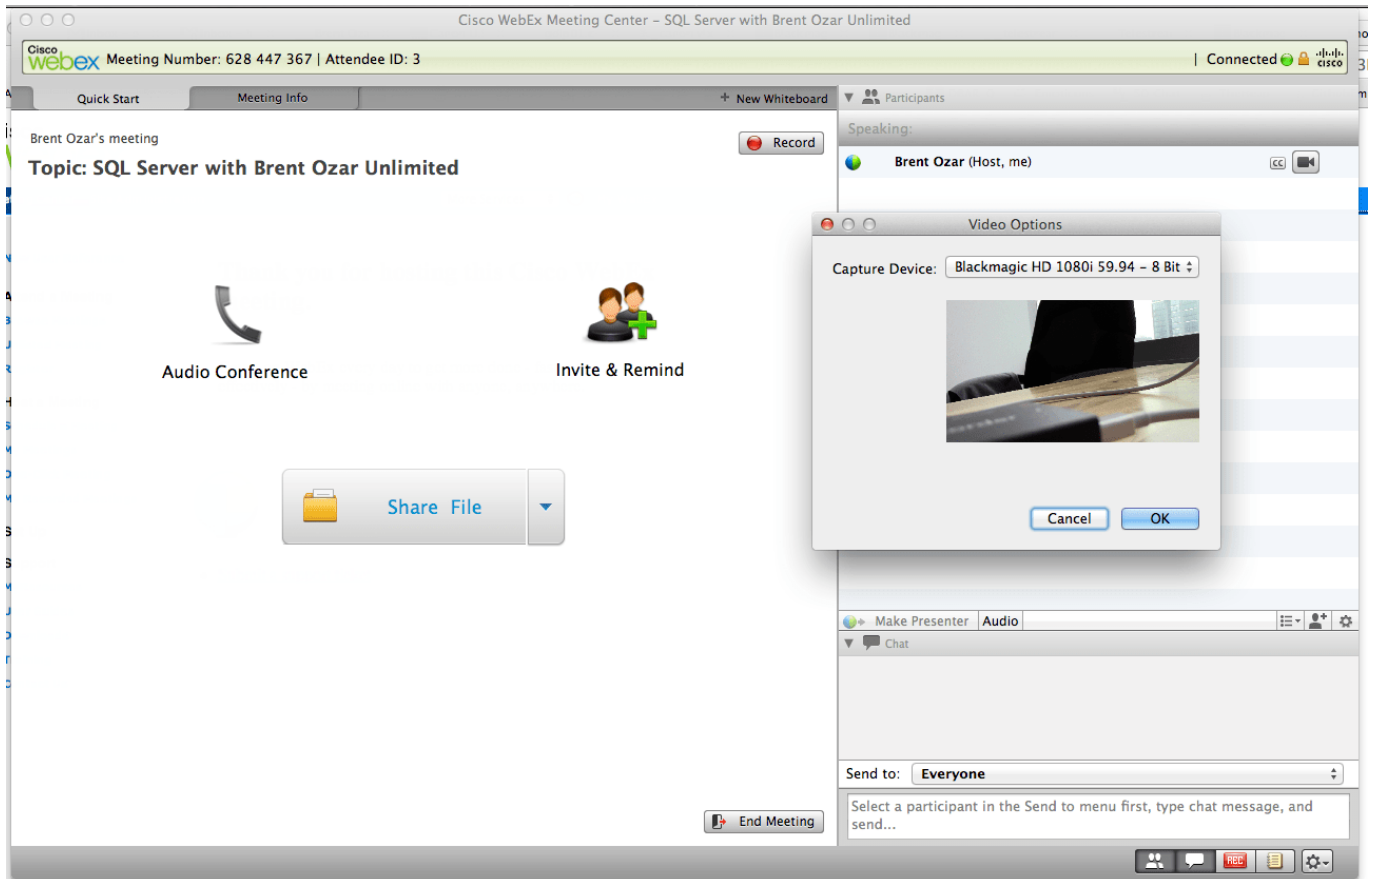 Cisco WebEx Meeting Center – SQL Server with Brent Ozar Unlimited
Cisco webex Meeting Number: 628 447 367 | Attendee ID: 3
| Connected cisco
Quick Start
Meeting Info
+ New Whiteboard
Participants
Brent Ozar's meeting
Record
Speaking:
Topic: SQL Server with Brent Ozar Unlimited
Brent Ozar (Host, me)
CC
Video Options
Capture Device: Blackmagic HD 1080i 59.94 – 8 Bit
Audio Conference
Invite & Remind
Share File
Cancel
OK
Make Presenter
Audio
Chat
Send to: Everyone
Select a participant in the Send to menu first, type chat message, and
send...
End Meeting
REC